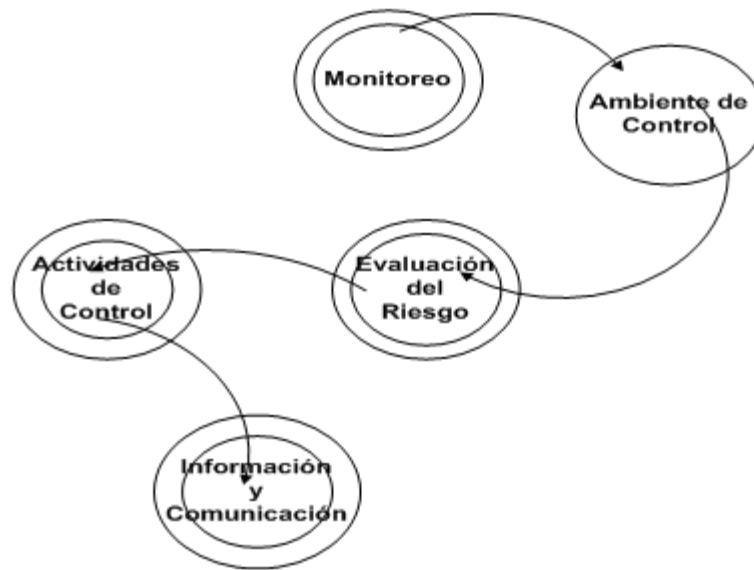 Monitoreo
Ambiente de
Control
Evaluación
del
Riesgo
Actividades
de
Control
Información
y
Comunicación